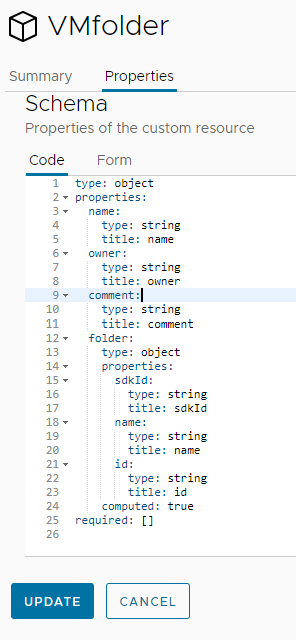 VMfolder
Summary Properties
Schema
Properties of the custom resource
Code Form
1 type: object
2 properties:
3 name:
4 type: string
5 title: name
6 owner:
7 type: string
8 title: owner
9 comment:
10 type: string
11 title: comment
12 folder:
13 type: object
14 properties:
15 sdkId:
16 type: string
17 title: sdkId
18 name:
19 type: string
20 title: name
21 id:
22 type: string
23 title: id
24 computed: true
25 required: []
26
UPDATE CANCEL